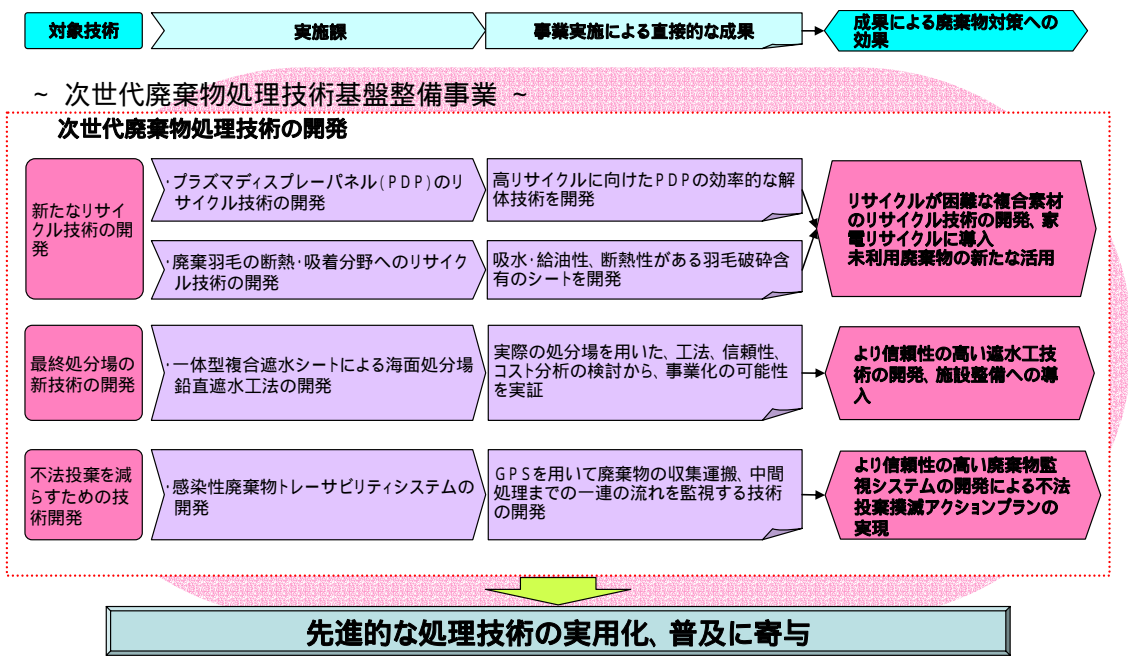 対象技術
実施課
事業実施による直接的な成果
成果による廃棄物対策への
効果
~ 次世代廃棄物処理技術基盤整備事業 ~
次世代廃棄物処理技術の開発
新たなリサイ
クル技術の開
発
・プラズマディスプレーパネル(PDP)のリ
サイクル技術の開発
高リサイクルに向けたPDPの効率的な解
体技術を開発
・廃棄羽毛の断熱・吸着分野へのリサイク
ル技術の開発
吸水・給油性、断熱性がある羽毛破砕含
有のシートを開発
リサイクルが困難な複合素材
のリサイクル技術の開発、家
電リサイクルに導入
未利用廃棄物の新たな活用
最終処分場の
新技術の開発
・一体型複合遮水シートによる海面処分場
鉛直遮水工法の開発
実際の処分場を用いた、工法、信頼性、
コスト分析の検討から、事業化の可能性
を実証
より信頼性の高い遮水工技
術の開発、施設整備への導
入
不法投棄を減
らすための技
術開発
・感染性廃棄物トレーサビリティシステムの
開発
GPSを用いて廃棄物の収集運搬、中間
処理までの一連の流れを監視する技術
の開発
より信頼性の高い廃棄物監
視システムの開発による不法
投棄撲滅アクションプランの
実現
先進的な処理技術の実用化、普及に寄与